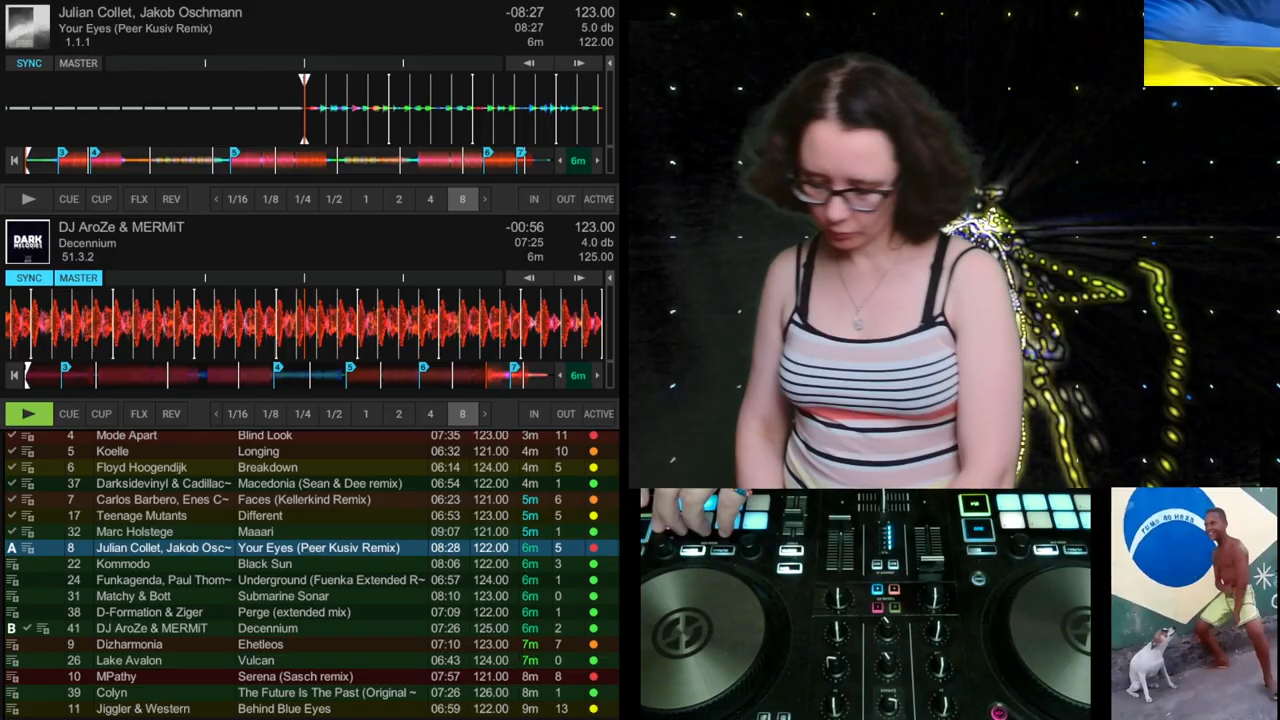 Julian Collet, Jakob Oschmann -08:27 123.00
Your Eyes (Peer Kusiv Remix) 08:27 5.0 db
1.1.1 6m 122.00
SYNC MASTER
3 4 5 6 7 6m
CUE CUP FLX REV 1/16 1/8 1/4 1/2 1 2 4 8 IN OUT ACTIVE
DARK
MELODIES
DJ AroZe & MERMiT -00:56 123.00
Decennium 07:25 4.0 db
51.3.2 6m 125.00
SYNC MASTER
3 4 5 6 7 6m
CUE CUP FLX REV 1/16 1/8 1/4 1/2 1 2 4 8 IN OUT ACTIVE
4 Mode Apart Blind Look 07:35 123.00 3m 11
5 Koelle Longing 06:32 121.00 4m 10
6 Floyd Hoogendijk Breakdown 06:14 124.00 4m 5
37 Darksidevinyl & Cadillac~ Macedonia (Sean & Dee remix) 06:54 122.00 4m 1
7 Carlos Barbero, Enes C~ Faces (Kellerkind Remix) 06:23 121.00 5m 6
17 Teenage Mutants Different 06:53 123.00 5m 5
32 Marc Holstege Maaari 09:07 121.00 5m 1
A 8 Julian Collet, Jakob Osc~ Your Eyes (Peer Kusiv Remix) 08:28 122.00 6m 5
22 Kommodo Black Sun 08:06 122.00 6m 3
24 Funkagenda, Paul Thom~ Underground (Fuenka Extended R~ 06:57 124.00 6m 1
31 Matchy & Bott Submarine Sonar 08:10 123.00 6m 0
38 D-Formation & Ziger Perge (extended mix) 07:09 122.00 6m 1
B 41 DJ AroZe & MERMiT Decennium 07:26 125.00 6m 2
9 Dizharmonia Ehetleos 07:10 123.00 7m 7
26 Lake Avalon Vulcan 06:43 124.00 7m 0
10 MPathy Serena (Sasch remix) 07:57 121.00 8m 8
39 Colyn The Future Is The Past (Original ~ 07:26 126.00 8m 1
11 Jiggler & Western Behind Blue Eyes 06:59 122.00 9m 13
RUMO AO HEXA